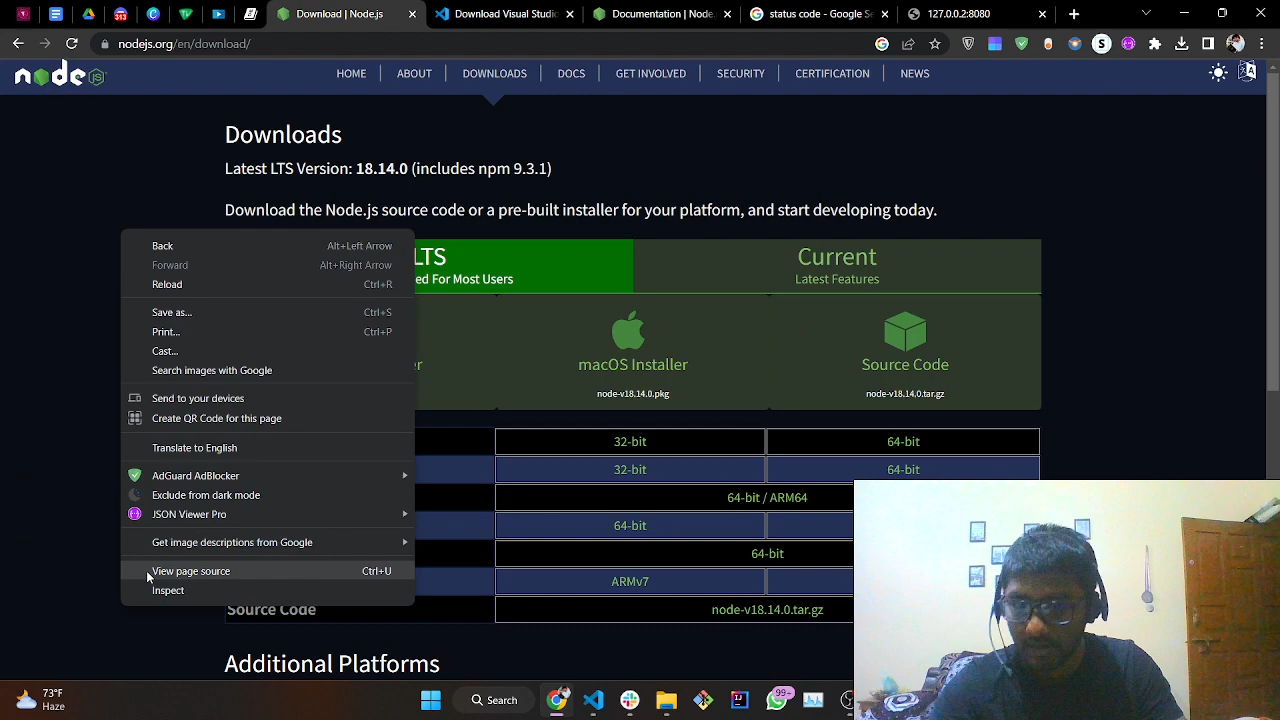 Download | Node.js
Download Visual Studi
Documentation | Node.
status code - Google Se
127.0.0.2:8080
nodejs.org/en/download/
node JS
HOME
ABOUT
DOWNLOADS
DOCS
GET INVOLVED
SECURITY
CERTIFICATION
NEWS
Downloads
Latest LTS Version: 18.14.0 (includes npm 9.3.1)
Download the Node.js source code or a pre-built installer for your platform, and start developing today.
LTS
ed For Most Users
Current
Latest Features
er
macOS Installer
node-v18.14.0.pkg
Source Code
node-v18.14.0.tar.gz
Back Alt+Left Arrow
Forward Alt+Right Arrow
Reload Ctrl+R
Save as... Ctrl+S
Print... Ctrl+P
Cast...
Search images with Google
Send to your devices
Create QR Code for this page
Translate to English
AdGuard AdBlocker
Exclude from dark mode
JSON Viewer Pro
Get image descriptions from Google
View page source Ctrl+U
Inspect
32-bit 64-bit
32-bit 64-bit
64-bit / ARM64
64-bit
64-bit
ARMv7
Source Code node-v18.14.0.tar.gz
Additional Platforms
73°F
Haze
Search
99+